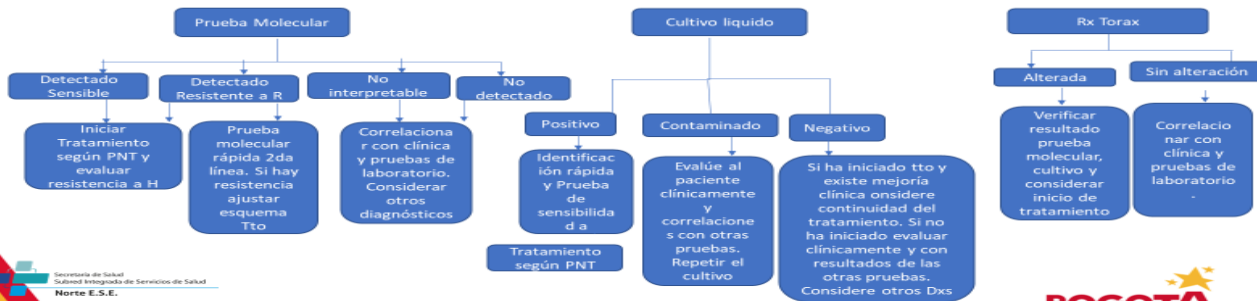 Prueba Molecular
Detectado
Sensible
Detectado
Resistente a R
No
interpretable
No
detectado
Iniciar
Tratamiento
según PNT y
evaluar
resistencia a H
Prueba
molecular
rápida 2da
línea. Si hay
resistencia
ajustar
esquema
Tto
Correlaciona
r con clínica
y pruebas de
laboratorio.
Considerar
otros
diagnósticos
Cultivo liquido
Positivo
Contaminado
Negativo
Identificac
ión rápida
y Prueba
de
sensibilida
d a
Tratamiento
según PNT
Evalúe al
paciente
clínicamente
y
correlacione
s con otras
pruebas.
Repetir el
cultivo
Si ha iniciado tto y
existe mejoría
clínica onsidere
continuidad del
tratamiento. Si no
ha iniciado evaluar
clínicamente y con
resultados de las
otras pruebas.
Considere otros Dxs
Rx Torax
Alterada
Sin alteración
Verificar
resultado
prueba
molecular,
cultivo y
considerar
inicio de
tratamiento
Correlacio
nar con
clínica y
pruebas de
laboratorio
.
Secretaría de Salud
Subred Integrada de Servicios de Salud
Norte E.S.E.
BOGOTÁ